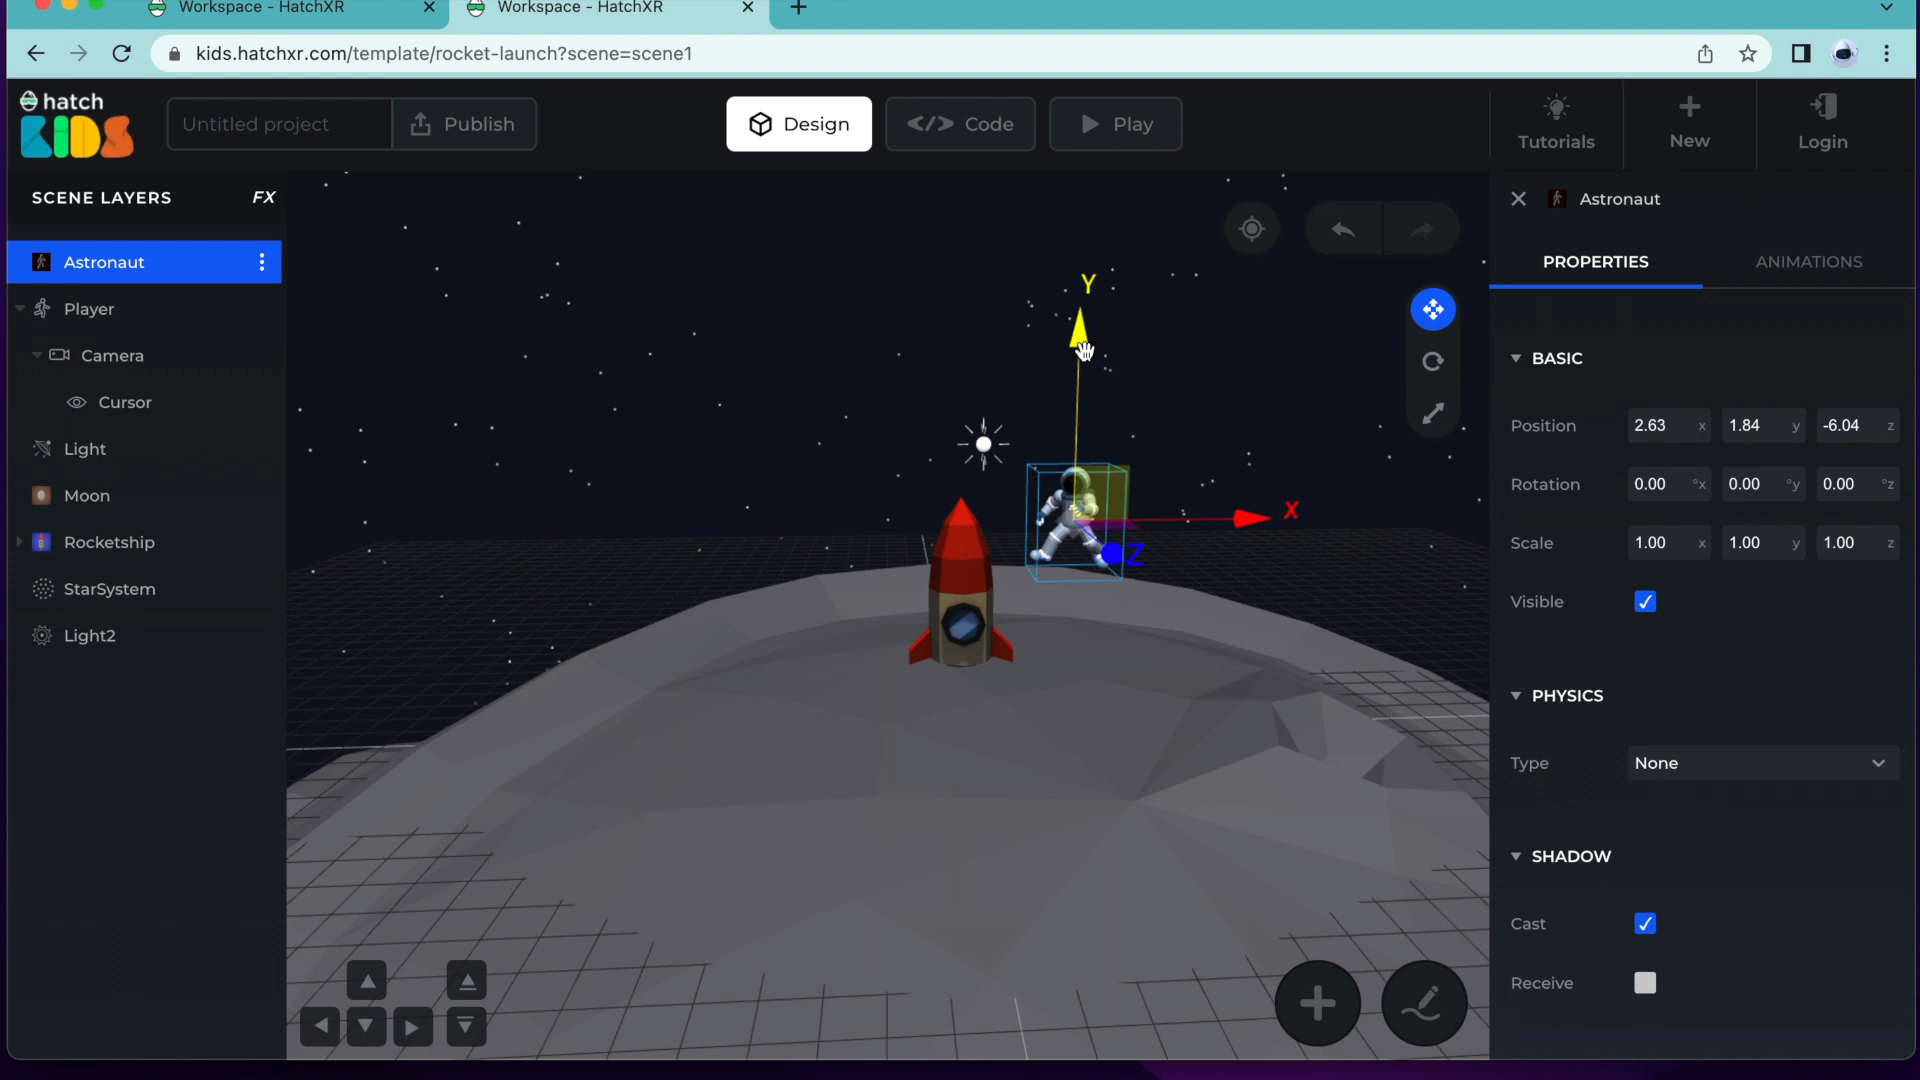 Workspace - HatchXR
Workspace - HatchXR
kids.hatchxr.com/template/rocket-launch?scene=scene1
hatch
KIDS
Untitled project
Publish
Design
</> Code
Play
Tutorials
New
Login
SCENE LAYERS
FX
Astronaut
Player
Camera
Cursor
Light
Moon
Rocketship
StarSystem
Light2
Y
X
Z
Astronaut
PROPERTIES
ANIMATIONS
BASIC
Position 2.63 x 1.84 y -6.04 z
Rotation 0.00 °x 0.00 °y 0.00 °z
Scale 1.00 x 1.00 y 1.00 z
Visible
PHYSICS
Type None
SHADOW
Cast
Receive